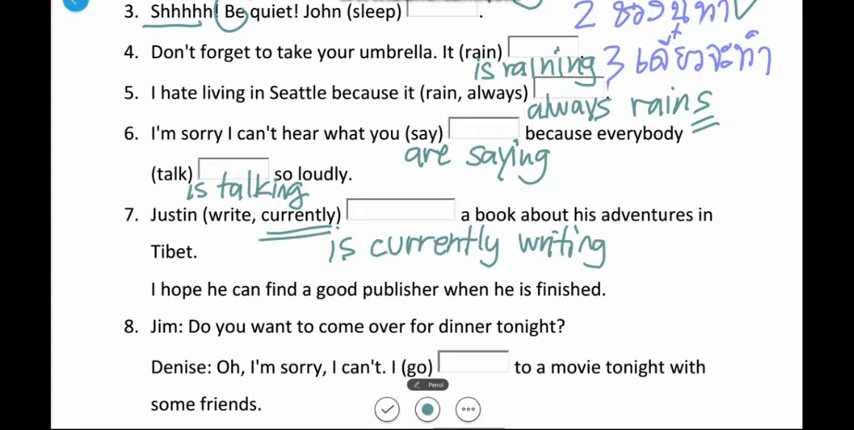 3. Shhhhh! Be quiet! John (sleep) .
2 ของ
4. Don't forget to take your umbrella. It (rain)
is raining
3 เดี๋ยวจะทำ
5. I hate living in Seattle because it (rain, always)
always rains
6. I'm sorry I can't hear what you (say) because everybody
are saying
(talk) so loudly.
is talking
7. Justin (write, currently) a book about his adventures in
is currently writing
Tibet.
I hope he can find a good publisher when he is finished.
8. Jim: Do you want to come over for dinner tonight?
Denise: Oh, I'm sorry, I can't. I (go) to a movie tonight with
Pencil
some friends.